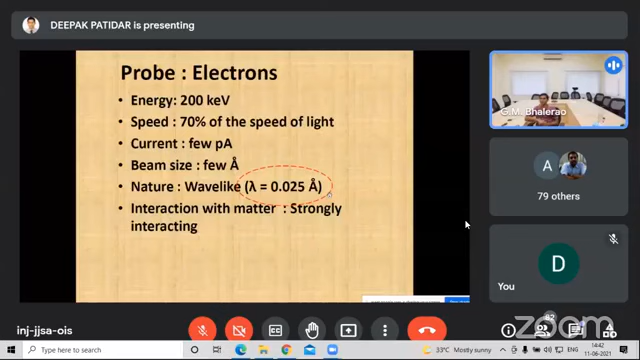 DEEPAK PATIDAR is presenting
Probe : Electrons
• Energy: 200 keV
• Speed : 70% of the speed of light
• Current : few pA
• Beam size : few Å
• Nature : Wavelike (λ = 0.025 Å)
• Interaction with matter : Strongly
interacting
G.M. Bhalerao
A
79 others
D
You
inj-jjsa-ois
82
zoom
Type here to search
33°C Mostly sunny
ENG
14:42
11-06-2021